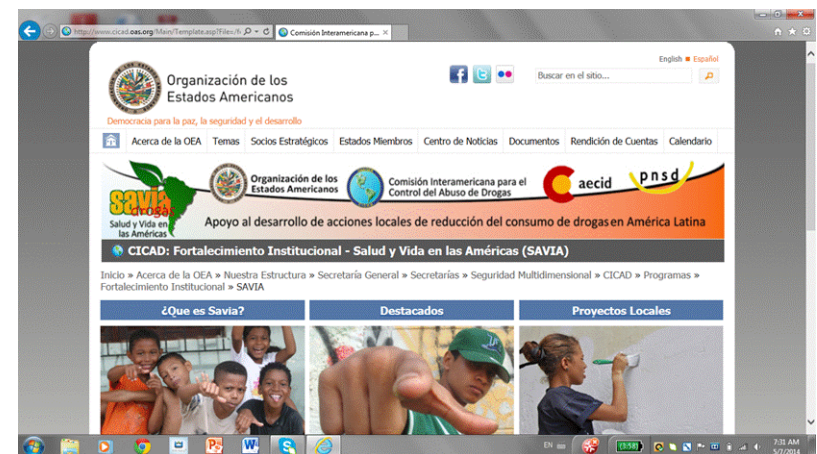 http://www.cicad.oas.org/Main/Template.asp?File=/f
Comisión Interamericana p...
English Español
Organización de los
Estados Americanos
Buscar en el sitio...
Democracia para la paz, la seguridad y el desarrollo
Acerca de la OEA Temas Socios Estratégicos Estados Miembros Centro de Noticias Documentos Rendición de Cuentas Calendario
savia
drogas
Salud y Vida en
las Américas
Organización de los
Estados Americanos
Comisión Interamericana para el
Control del Abuso de Drogas
aecid
pnsd
Apoyo al desarrollo de acciones locales de reducción del consumo de drogas en América Latina
CICAD: Fortalecimiento Institucional - Salud y Vida en las Américas (SAVIA)
Inicio » Acerca de la OEA » Nuestra Estructura » Secretaría General » Secretarías » Seguridad Multidimensional » CICAD » Programas »
Fortalecimiento Institucional » SAVIA
¿Que es Savia? Destacados Proyectos Locales
EN (3:58) 7:31 AM
5/7/2014